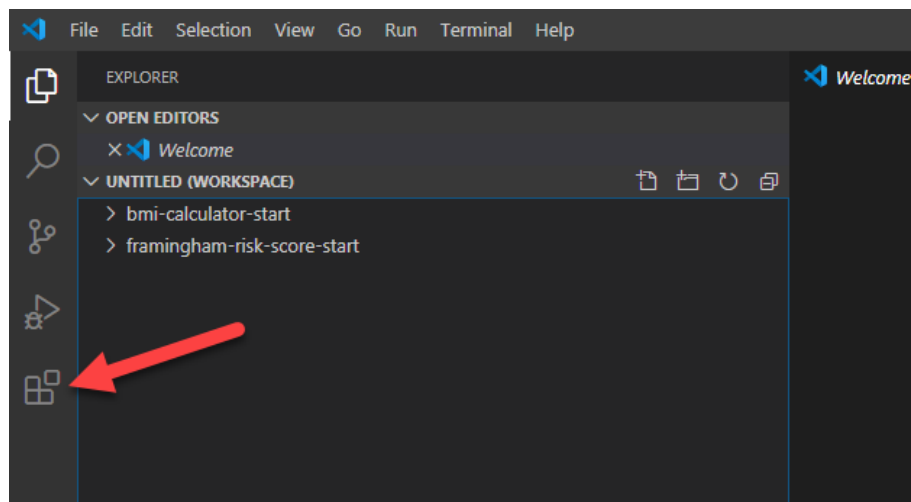 File Edit Selection View Go Run Terminal Help
EXPLORER
Welcome
OPEN EDITORS
Welcome
UNTITLED (WORKSPACE)
bmi-calculator-start
framingham-risk-score-start